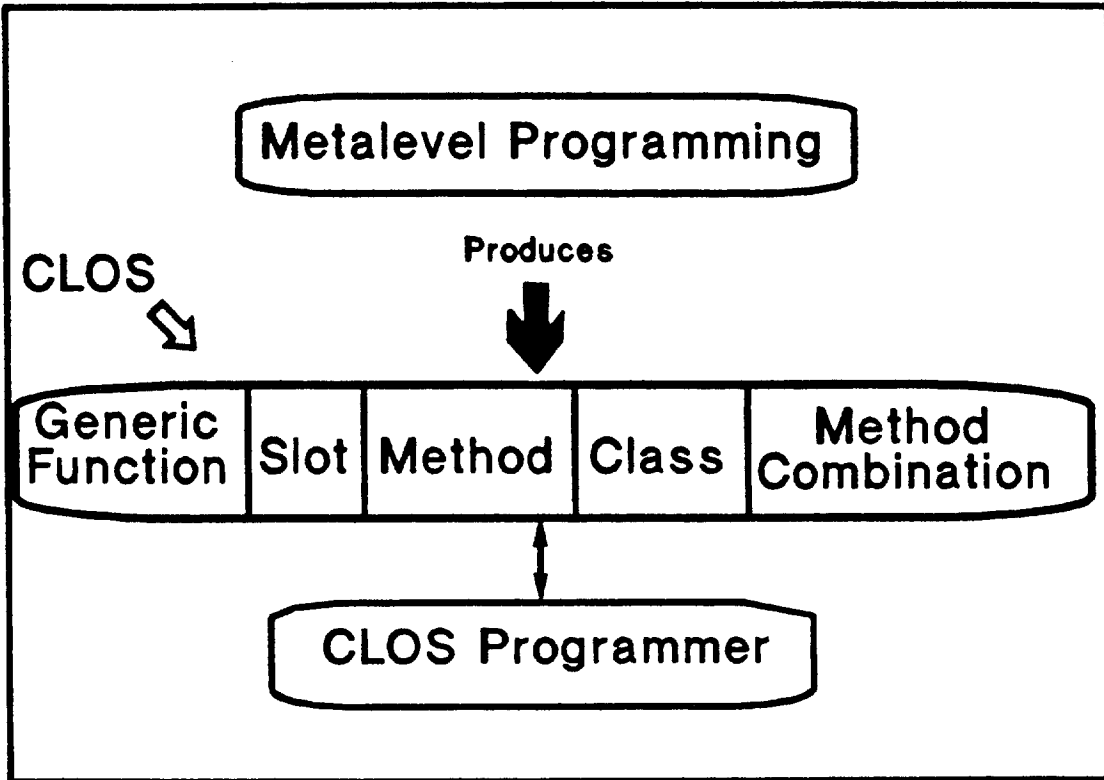 Metalevel Programming
Produces
CLOS
Generic
Function
Slot
Method
Class
Method
Combination
CLOS Programmer